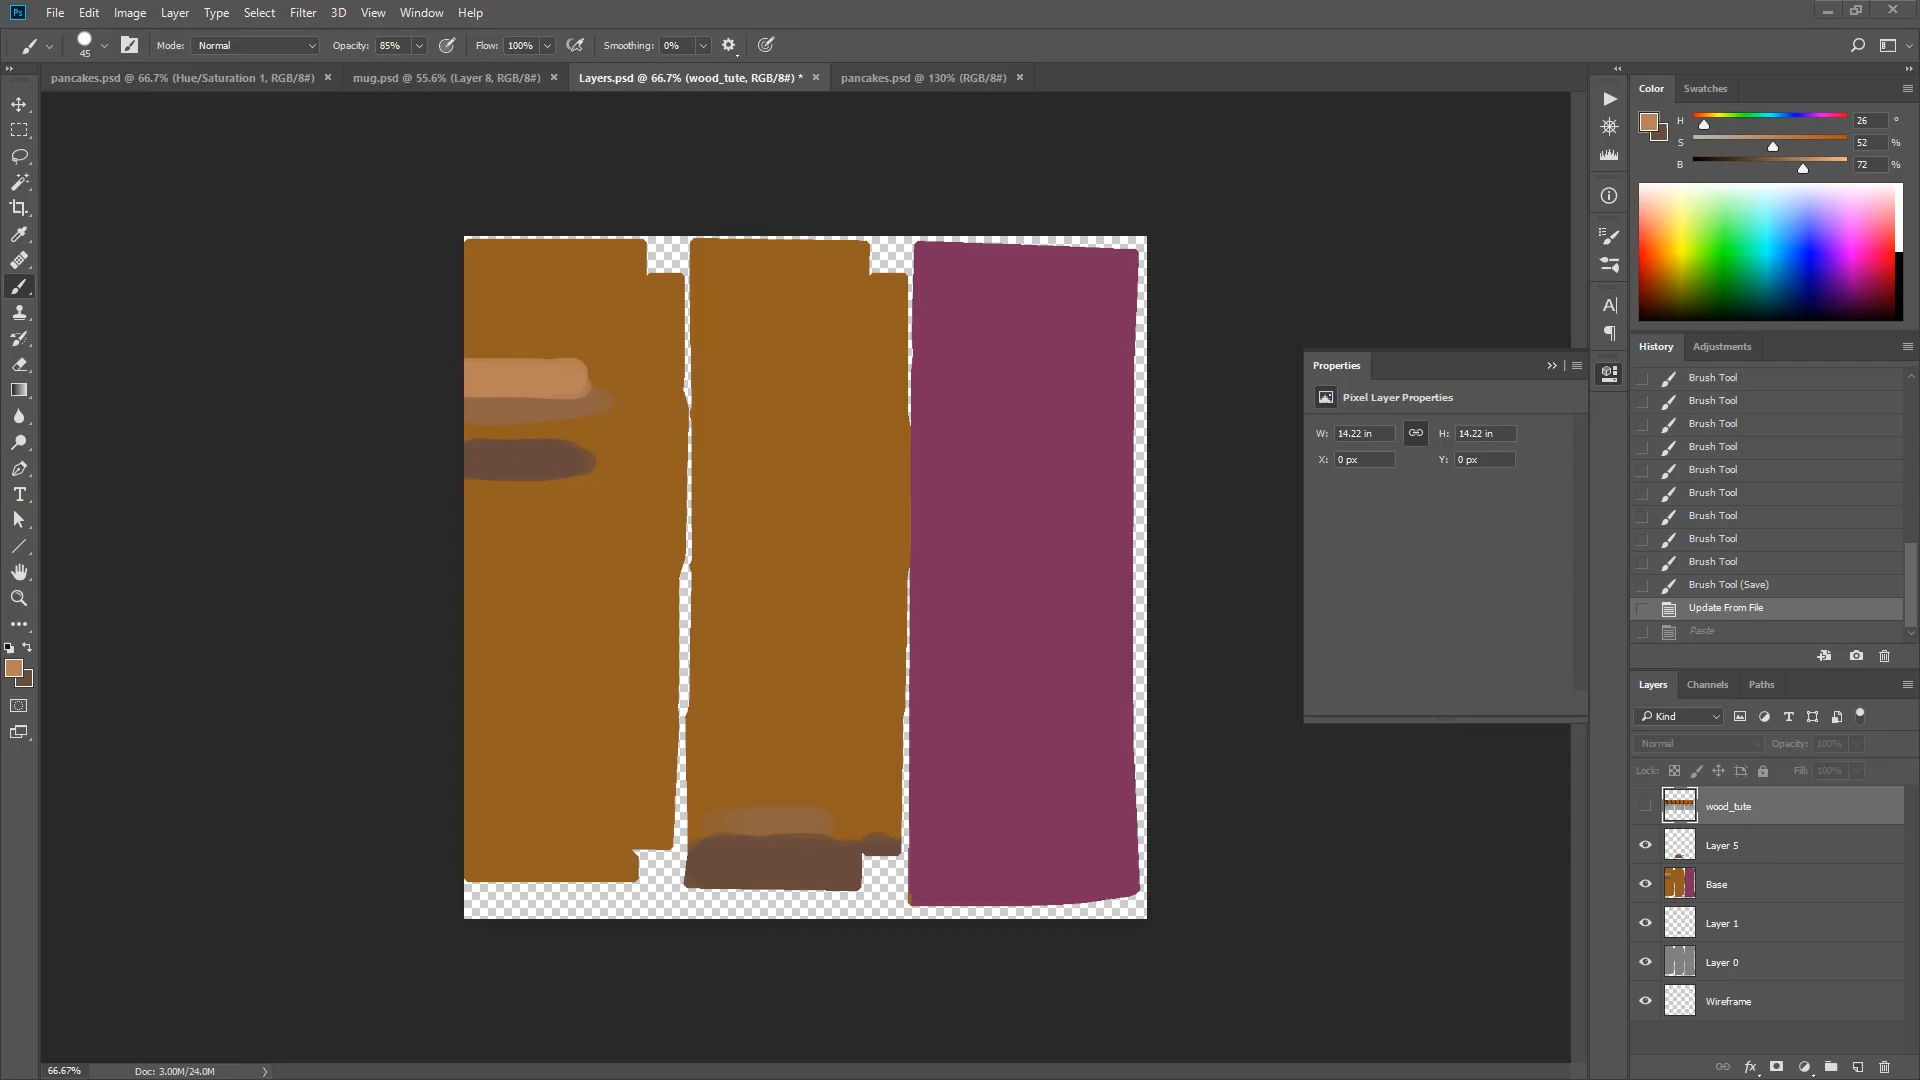 Ps File Edit Image Layer Type Select Filter 3D View Window Help
45 Mode: Normal Opacity: 85% Flow: 100% Smoothing: 0%
pancakes.psd @ 66.7% (Hue/Saturation 1, RGB/8#) × mug.psd @ 55.6% (Layer 8, RGB/8#) × Layers.psd @ 66.7% (wood_tute, RGB/8#) * × pancakes.psd @ 130% (RGB/8#) ×
Color Swatches
H 26 °
S 52 %
B 72 %
History Adjustments
Brush Tool
Brush Tool
Brush Tool
Brush Tool
Brush Tool
Brush Tool
Brush Tool
Brush Tool
Brush Tool
Brush Tool (Save)
Update From File
Paste
Properties
Pixel Layer Properties
W: 14.22 in H: 14.22 in
X: 0 px Y: 0 px
Layers Channels Paths
Kind
Normal Opacity: 100%
Lock: Fill: 100%
wood_tute
Layer 5
Base
Layer 1
Layer 0
Wireframe
66.67% Doc: 3.00M/24.0M